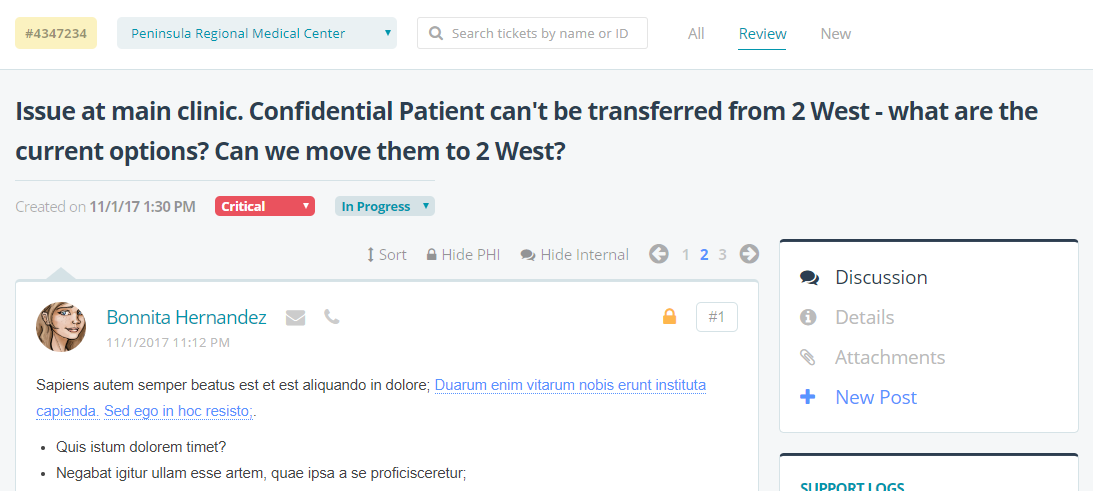 #4347234 Peninsula Regional Medical Center Search tickets by name or ID All Review New
Issue at main clinic. Confidential Patient can't be transferred from 2 West - what are the
current options? Can we move them to 2 West?
Created on 11/1/17 1:30 PM Critical In Progress
Sort Hide PHI Hide Internal 1 2 3
Bonnita Hernandez #1
11/1/2017 11:12 PM
Sapiens autem semper beatus est et est aliquando in dolore; Duarum enim vitarum nobis erunt instituta
capienda. Sed ego in hoc resisto;.
• Quis istum dolorem timet?
• Negabat igitur ullam esse artem, quae ipsa a se proficisceretur;
Discussion
Details
Attachments
New Post
SUPPORT LOGS